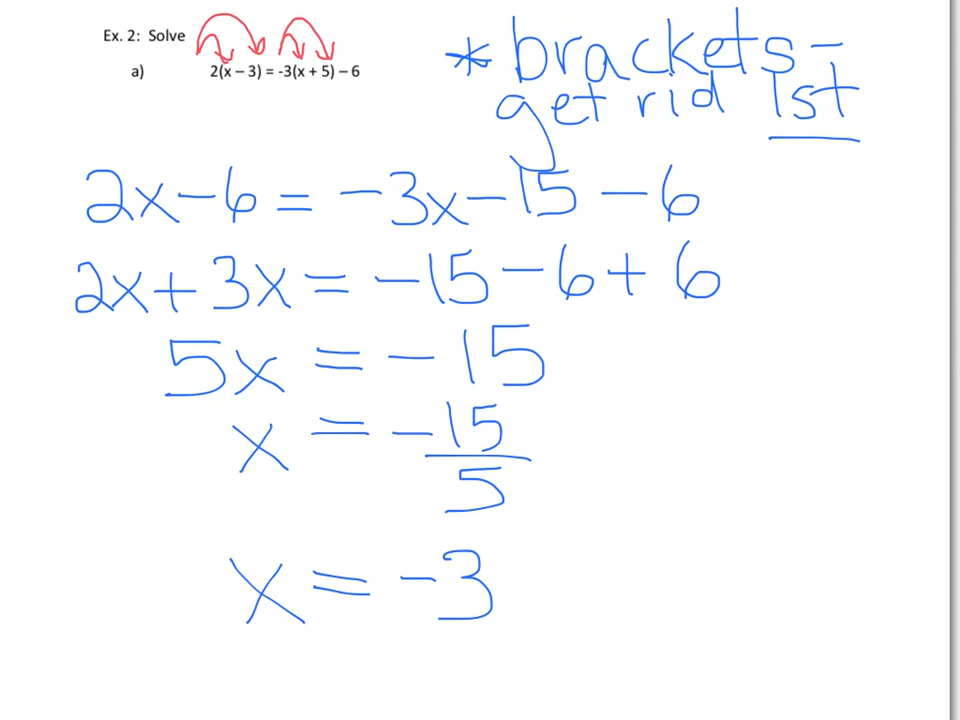 Ex. 2: Solve
a) 2(x – 3) = -3(x + 5) – 6
* brackets -
get rid 1st
2x - 6 = -3x - 15 - 6
2x + 3x = -15 - 6 + 6
5x = -15
x = -15/5
x = -3